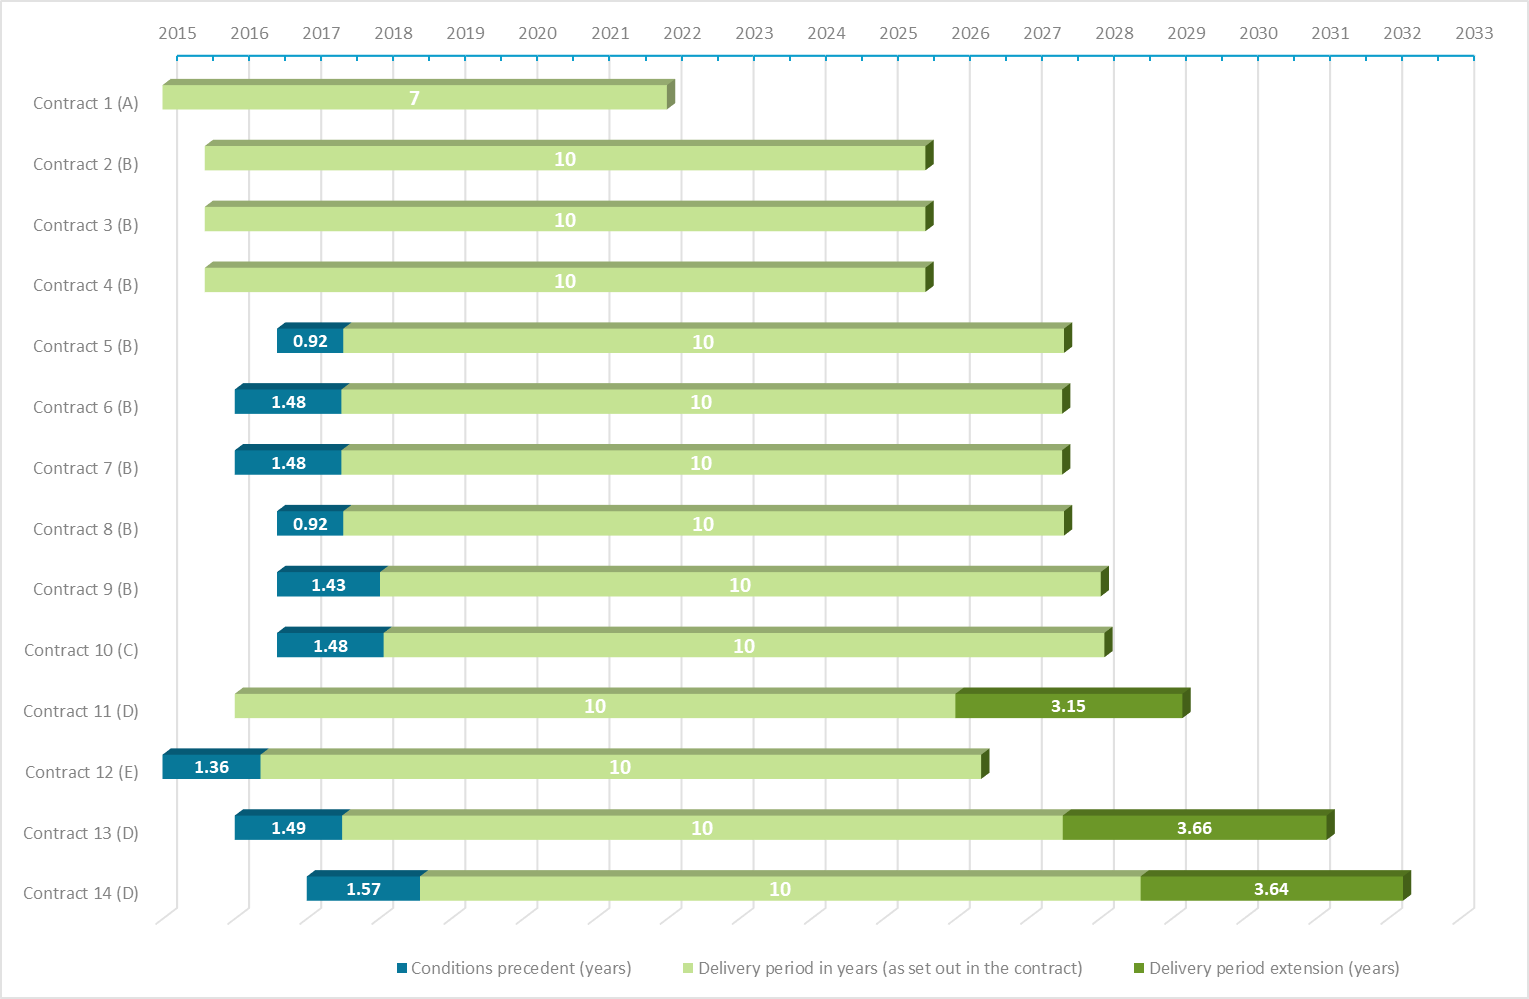 2015 2016 2017 2018 2019 2020 2021 2022 2023 2024 2025 2026 2027 2028 2029 2030 2031 2032 2033
Contract 1 (A) 7
Contract 2 (B) 10
Contract 3 (B) 10
Contract 4 (B) 10
Contract 5 (B) 0.92 10
Contract 6 (B) 1.48 10
Contract 7 (B) 1.48 10
Contract 8 (B) 0.92 10
Contract 9 (B) 1.43 10
Contract 10 (C) 1.48 10
Contract 11 (D) 10 3.15
Contract 12 (E) 1.36 10
Contract 13 (D) 1.49 10 3.66
Contract 14 (D) 1.57 10 3.64
Conditions precedent (years) Delivery period in years (as set out in the contract) Delivery period extension (years)